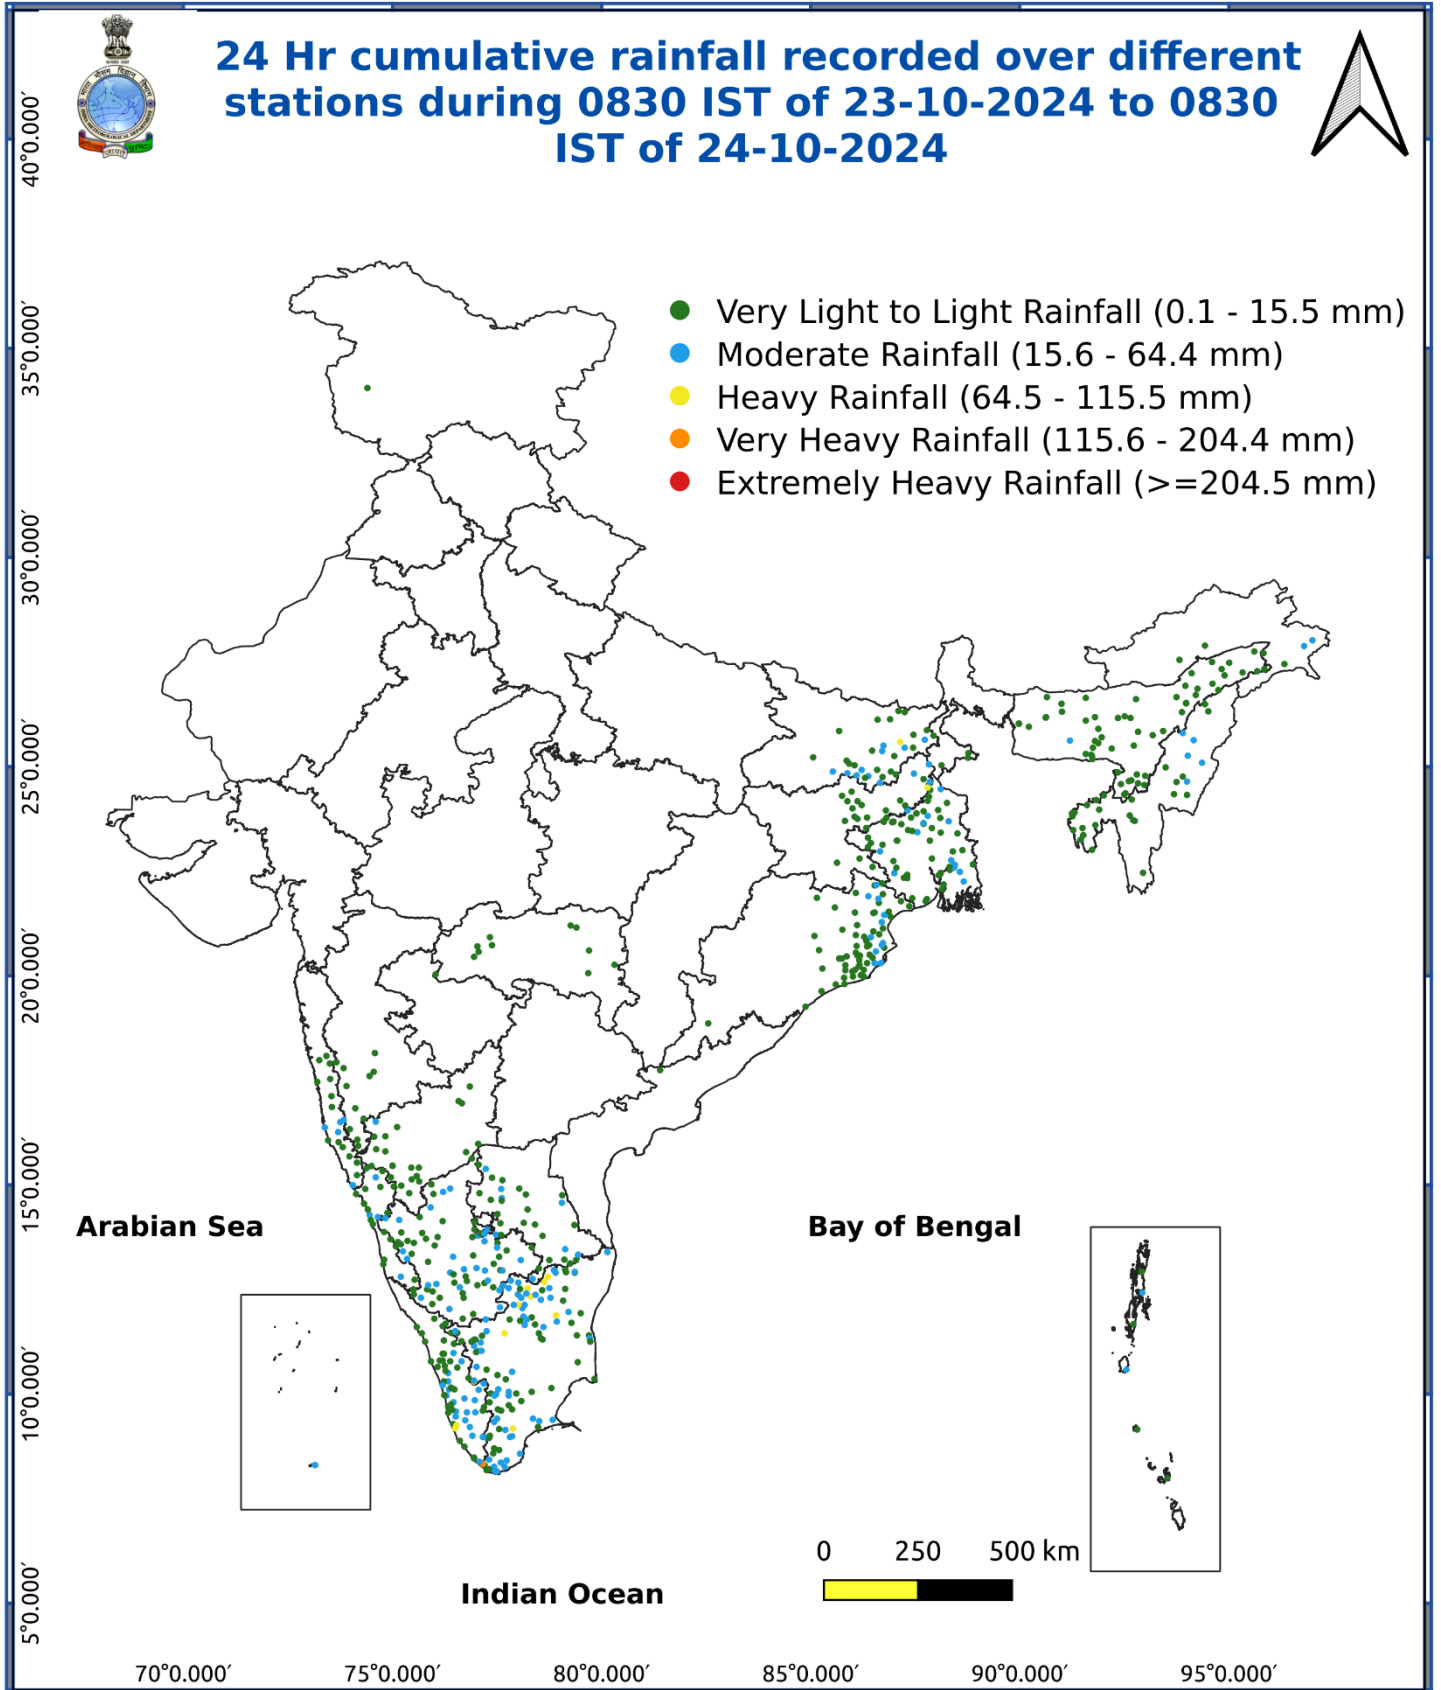 24 Hr cumulative rainfall recorded over different
stations during 0830 IST of 23-10-2024 to 0830
IST of 24-10-2024
Very Light to Light Rainfall (0.1 - 15.5 mm)
Moderate Rainfall (15.6 - 64.4 mm)
Heavy Rainfall (64.5 - 115.5 mm)
Very Heavy Rainfall (115.6 - 204.4 mm)
Extremely Heavy Rainfall (>=204.5 mm)
40°0.000′
35°0.000′
30°0.000′
25°0.000′
20°0.000′
15°0.000′
10°0.000′
5°0.000′
Arabian Sea
Bay of Bengal
Indian Ocean
0 250 500 km
70°0.000′ 75°0.000′ 80°0.000′ 85°0.000′ 90°0.000′ 95°0.000′